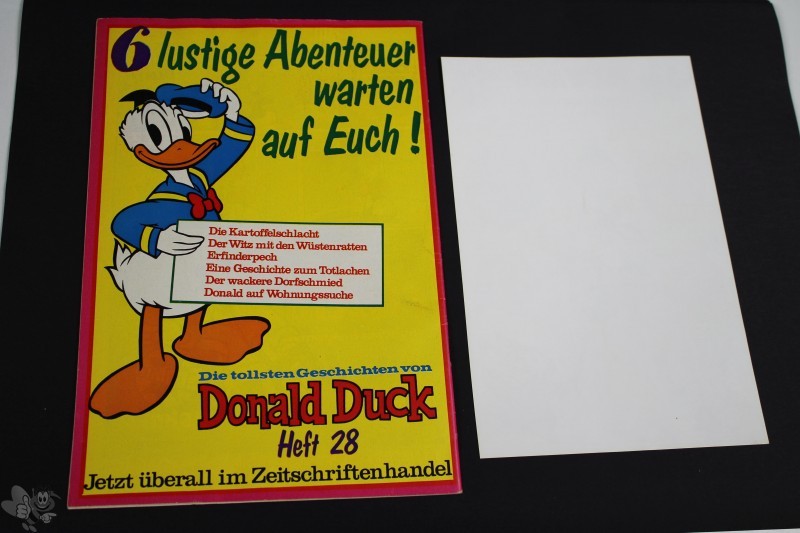 6 lustige Abenteuer
warten
auf Euch!
Die Kartoffelschlacht
Der Witz mit den Wüstenratten
Erfinderpech
Eine Geschichte zum Totlachen
Der wackere Dorfschmied
Donald auf Wohnungssuche
Die tollsten Geschichten von
Donald Duck
Heft 28
Jetzt überall im Zeitschriftenhandel